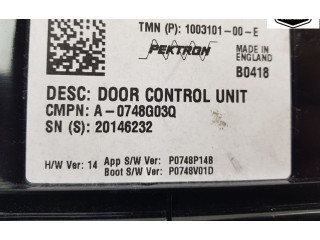 TMN (P): 1003101-00-E
PEKTRON
MADE IN
ENGLAND
B0418
DESC: DOOR CONTROL UNIT
CMPN: A-0748G03Q
SN (S): 20146232
H/W Ver: 14 App S/W Ver: P0748P14B
Boot S/W Ver: P0748V01D